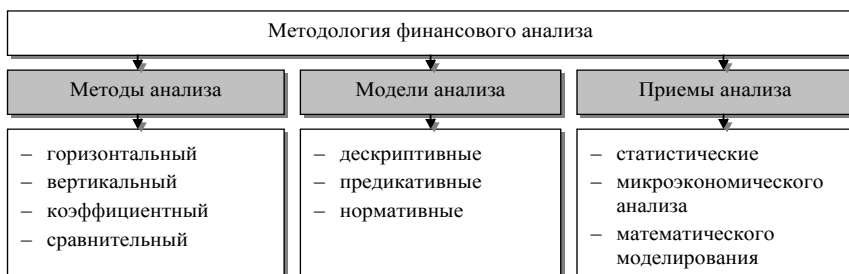 Методология финансового анализа
Методы анализа
– горизонтальный
– вертикальный
– коэффициентный
– сравнительный
Модели анализа
– дескриптивные
– предикативные
– нормативные
Приемы анализа
– статистические
– микроэкономического
анализа
– математического
моделирования